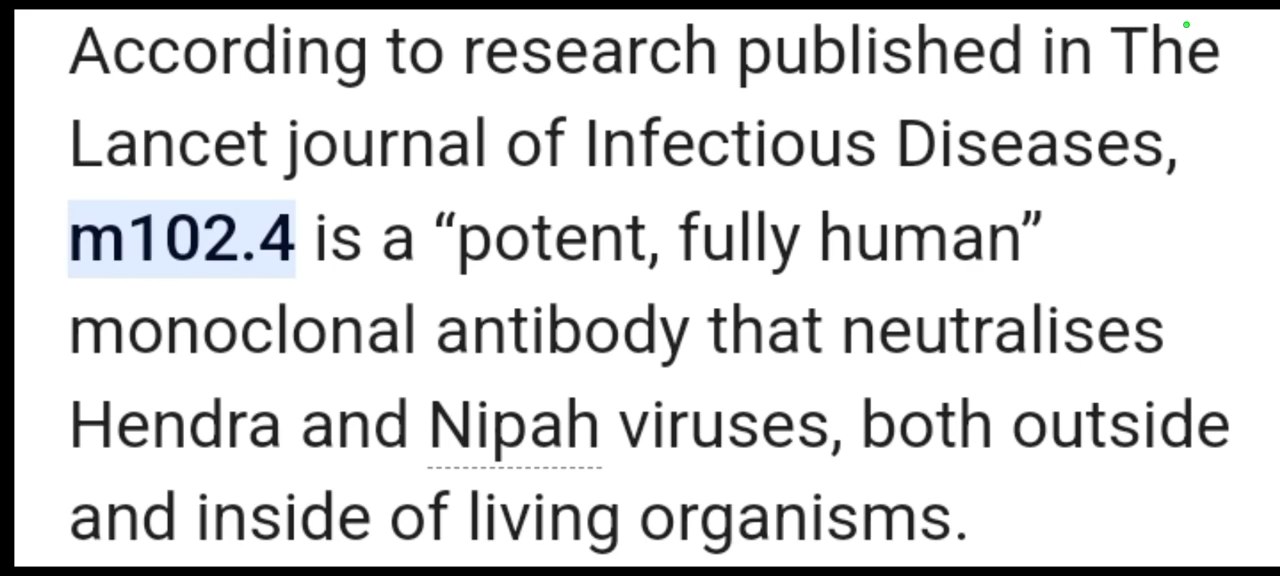 According to research published in The
Lancet journal of Infectious Diseases,
m102.4 is a “potent, fully human”
monoclonal antibody that neutralises
Hendra and Nipah viruses, both outside
and inside of living organisms.